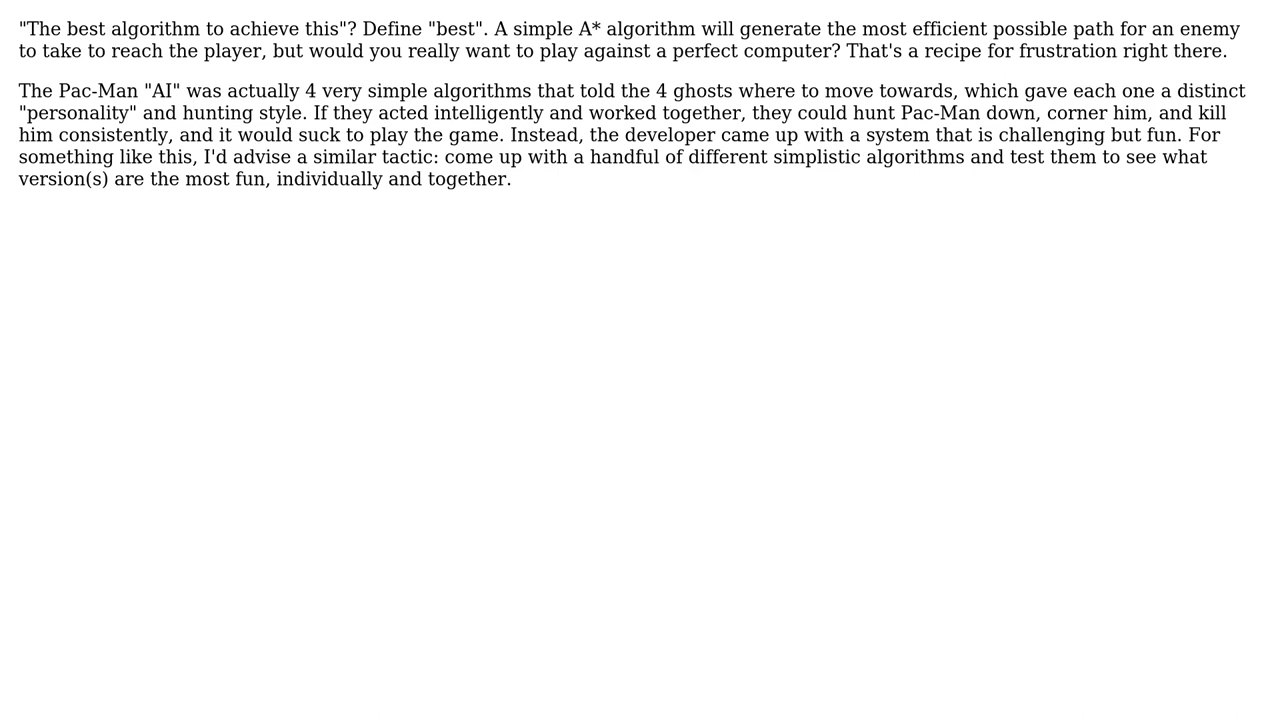 "The best algorithm to achieve this"? Define "best". A simple A* algorithm will generate the most efficient possible path for an enemy
to take to reach the player, but would you really want to play against a perfect computer? That's a recipe for frustration right there.
The Pac-Man "AI" was actually 4 very simple algorithms that told the 4 ghosts where to move towards, which gave each one a distinct
"personality" and hunting style. If they acted intelligently and worked together, they could hunt Pac-Man down, corner him, and kill
him consistently, and it would suck to play the game. Instead, the developer came up with a system that is challenging but fun. For
something like this, I'd advise a similar tactic: come up with a handful of different simplistic algorithms and test them to see what
version(s) are the most fun, individually and together.